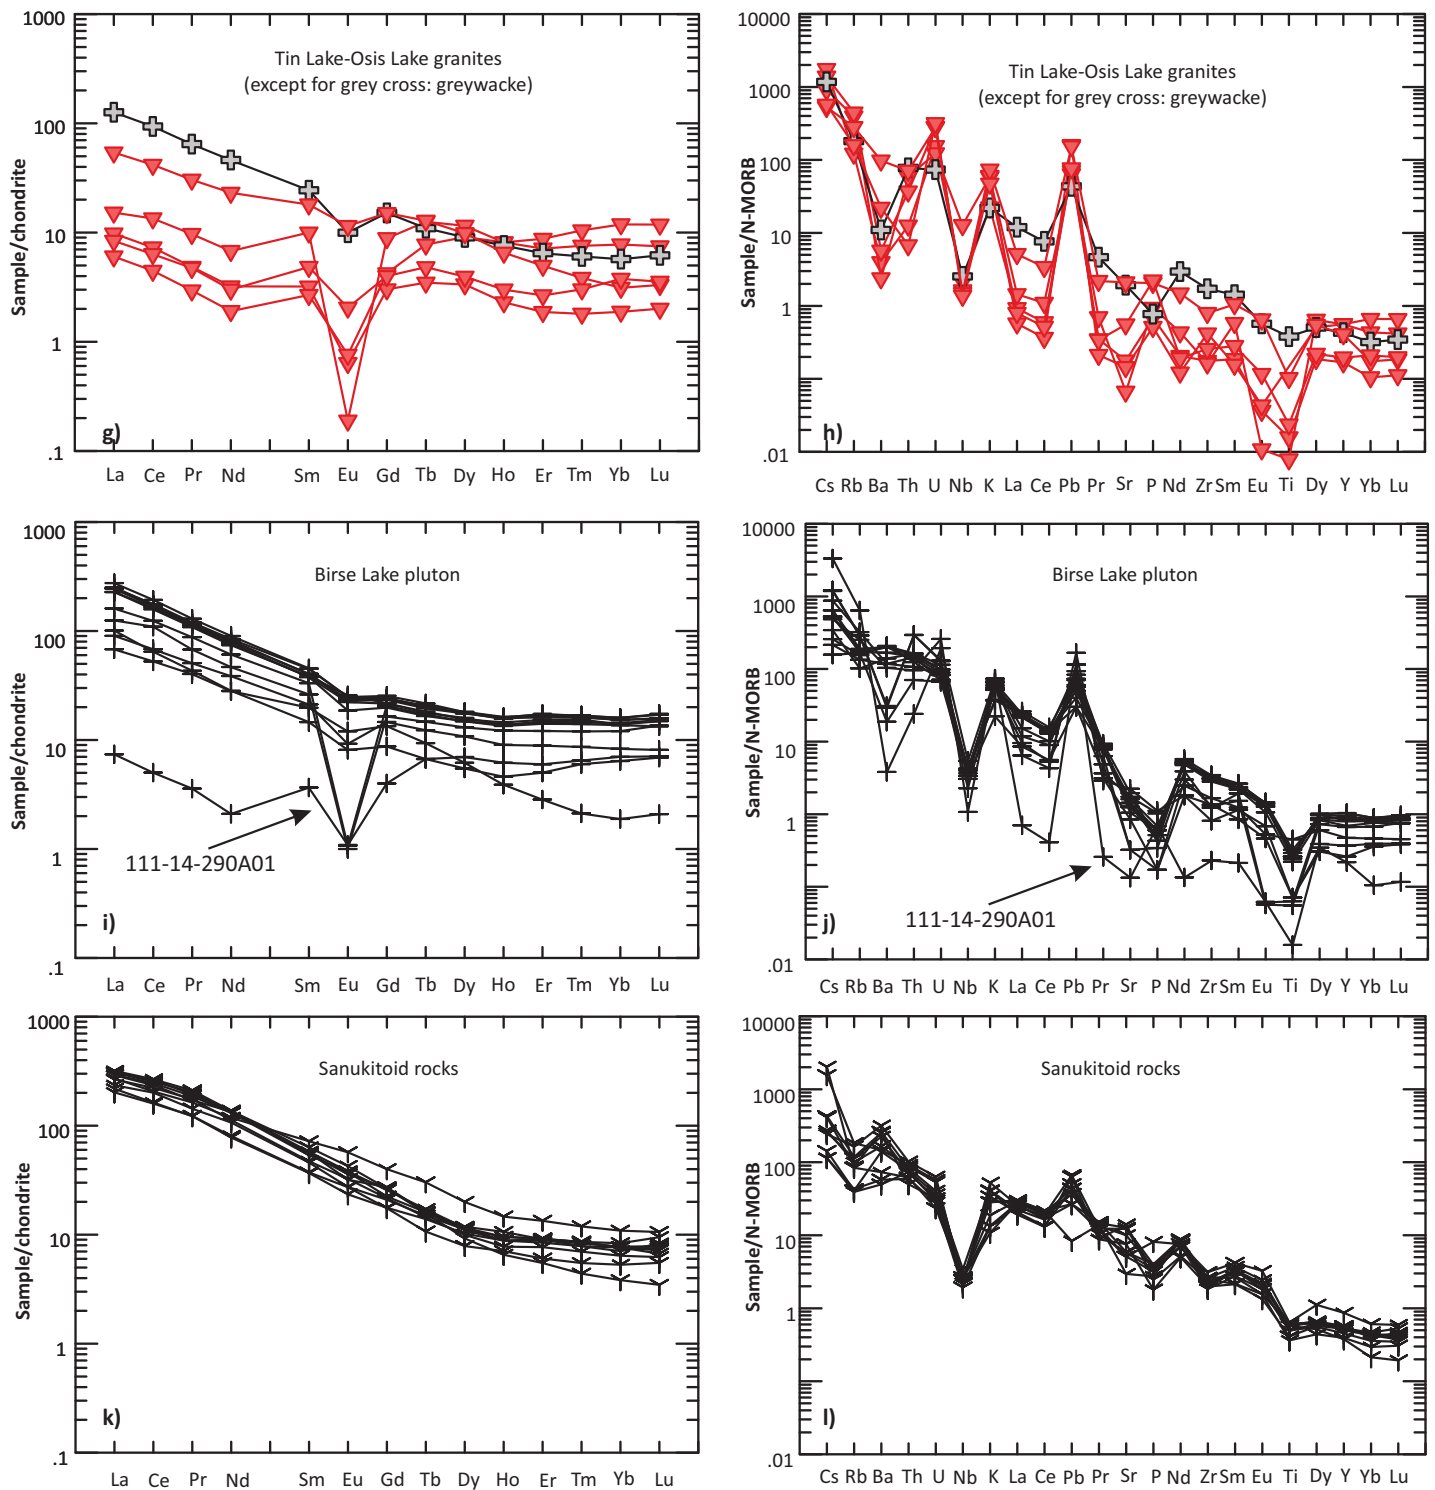 1000
100
10
1
.1
Sample/chondrite
Tin Lake-Osis Lake granites
(except for grey cross: greywacke)
g)
La Ce Pr Nd Sm Eu Gd Tb Dy Ho Er Tm Yb Lu
10000
1000
100
10
1
.01
Sample/N-MORB
Tin Lake-Osis Lake granites
(except for grey cross: greywacke)
h)
Cs Rb Ba Th U Nb K La Ce Pb Pr Sr P Nd Zr Sm Eu Ti Dy Y Yb Lu
1000
100
10
1
.1
Sample/chondrite
Birse Lake pluton
111-14-290A01
i)
La Ce Pr Nd Sm Eu Gd Tb Dy Ho Er Tm Yb Lu
10000
1000
100
10
1
.01
Sample/N-MORB
Birse Lake pluton
111-14-290A01
j)
Cs Rb Ba Th U Nb K La Ce Pb Pr Sr P Nd Zr Sm Eu Ti Dy Y Yb Lu
1000
100
10
1
.1
Sample/chondrite
Sanukitoid rocks
k)
La Ce Pr Nd Sm Eu Gd Tb Dy Ho Er Tm Yb Lu
10000
1000
100
10
1
.01
Sample/N-MORB
Sanukitoid rocks
l)
Cs Rb Ba Th U Nb K La Ce Pb Pr Sr P Nd Zr Sm Eu Ti Dy Y Yb Lu